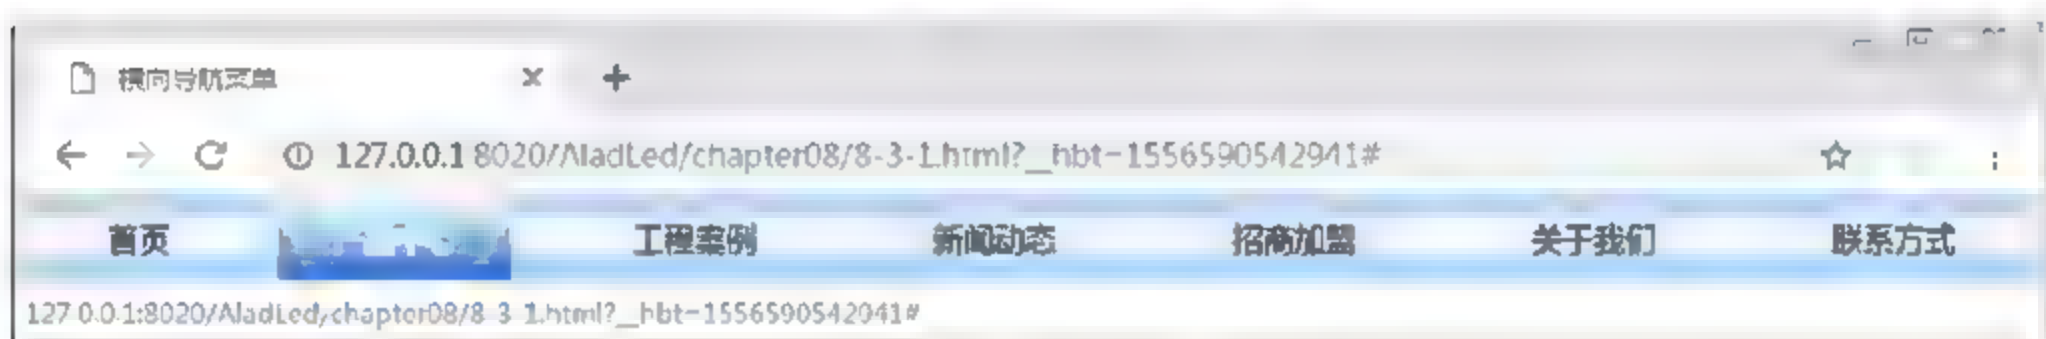 横向导航菜单
127.0.0.1:8020/AladLed/chapter08/8-3-1.html?__hbt=1556590542941#
首页 工程案例 新闻动态 招商加盟 关于我们 联系方式
127.0.0.1:8020/AladLed/chapter08/8-3-1.html?__hbt=1556590542941#